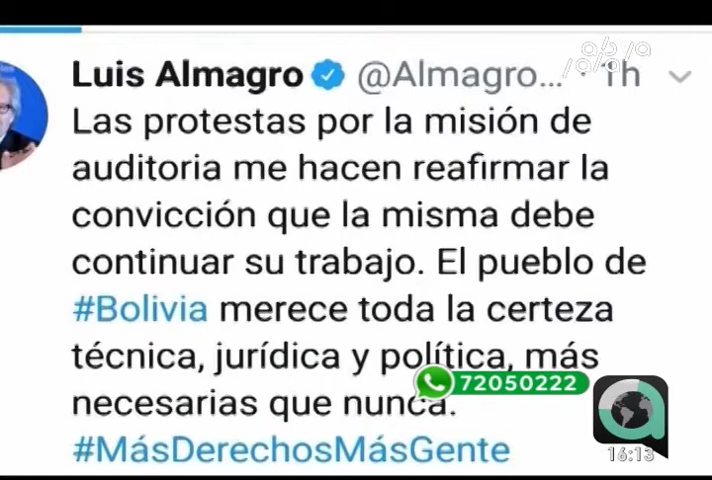 Luis Almagro @Almagro... · 1h
Las protestas por la misión de
auditoria me hacen reafirmar la
convicción que la misma debe
continuar su trabajo. El pueblo de
#Bolivia merece toda la certeza
técnica, jurídica y política, más
72050222
necesarias que nunca.
#MásDerechosMásGente
16:13